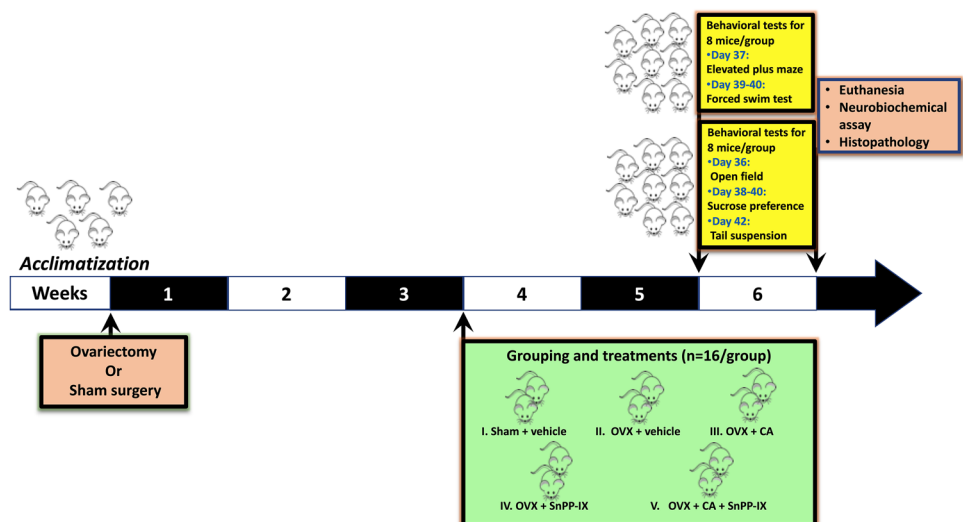 Behavioral tests for
8 mice/group
•Day 37:
Elevated plus maze
•Day 39-40:
Forced swim test
• Euthanesia
• Neurobiochemical
assay
• Histopathology
Behavioral tests for
8 mice/group
•Day 36:
Open field
•Day 38-40:
Sucrose preference
•Day 42:
Tail suspension
Acclimatization
Weeks 1 2 3 4 5 6
Ovariectomy
Or
Sham surgery
Grouping and treatments (n=16/group)
I. Sham + vehicle II. OVX + vehicle III. OVX + CA
IV. OVX + SnPP-IX V. OVX + CA + SnPP-IX